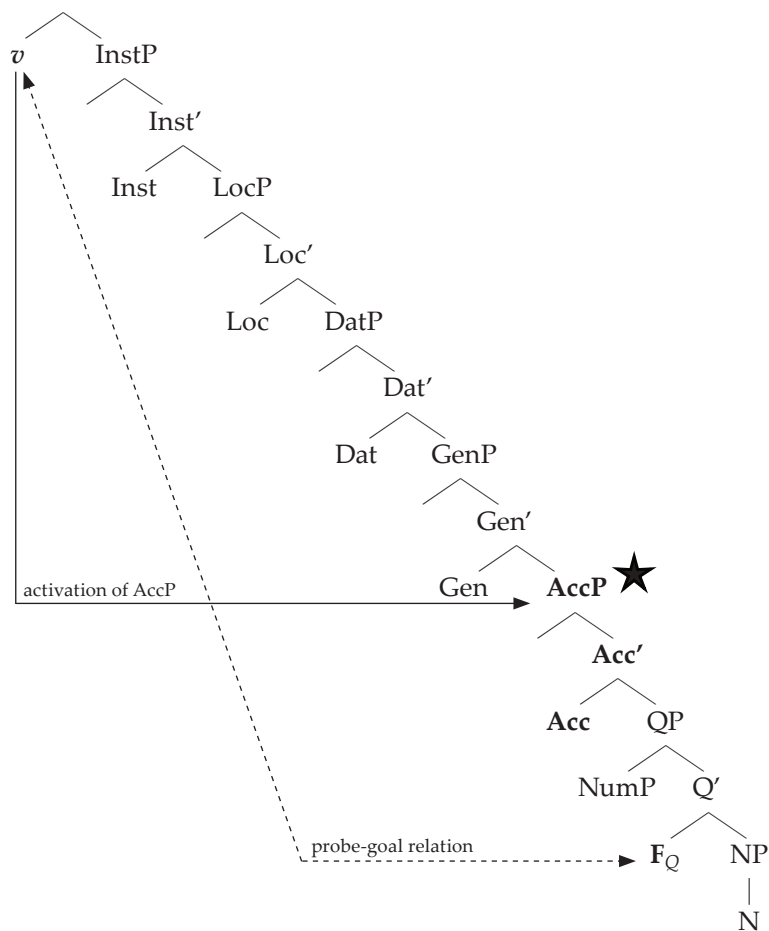 v InstP
Inst’
Inst LocP
Loc’
Loc DatP
Dat’
Dat GenP
Gen’
activation of AccP Gen AccP
Acc’
Acc QP
NumP Q’
probe-goal relation F_Q NP
N